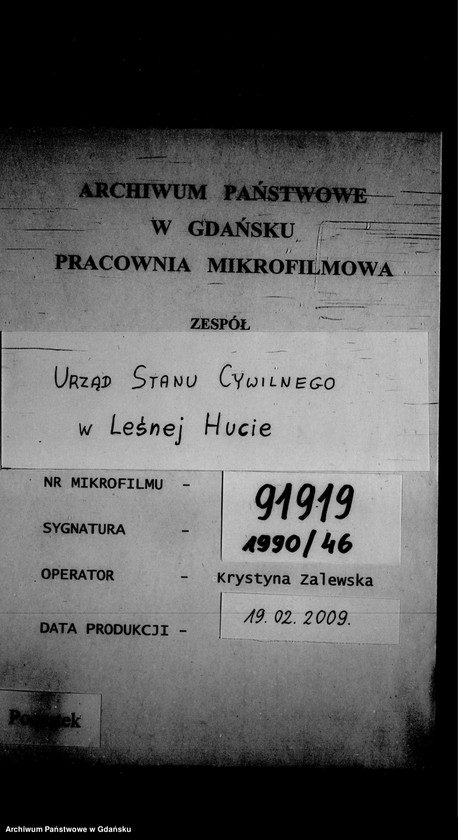 ARCHIWUM PAŃSTWOWE
W GDAŃSKU
PRACOWNIA MIKROFILMOWA
ZESPÓŁ
URZĄD STANU CYWILNEGO
w Leśnej Hucie
NR MIKROFILMU - 91919
SYGNATURA - 1990/46
OPERATOR - Krystyna Zalewska
DATA PRODUKCJI - 19.02.2009.
Początek
Archiwum Państwowe w Gdańsku